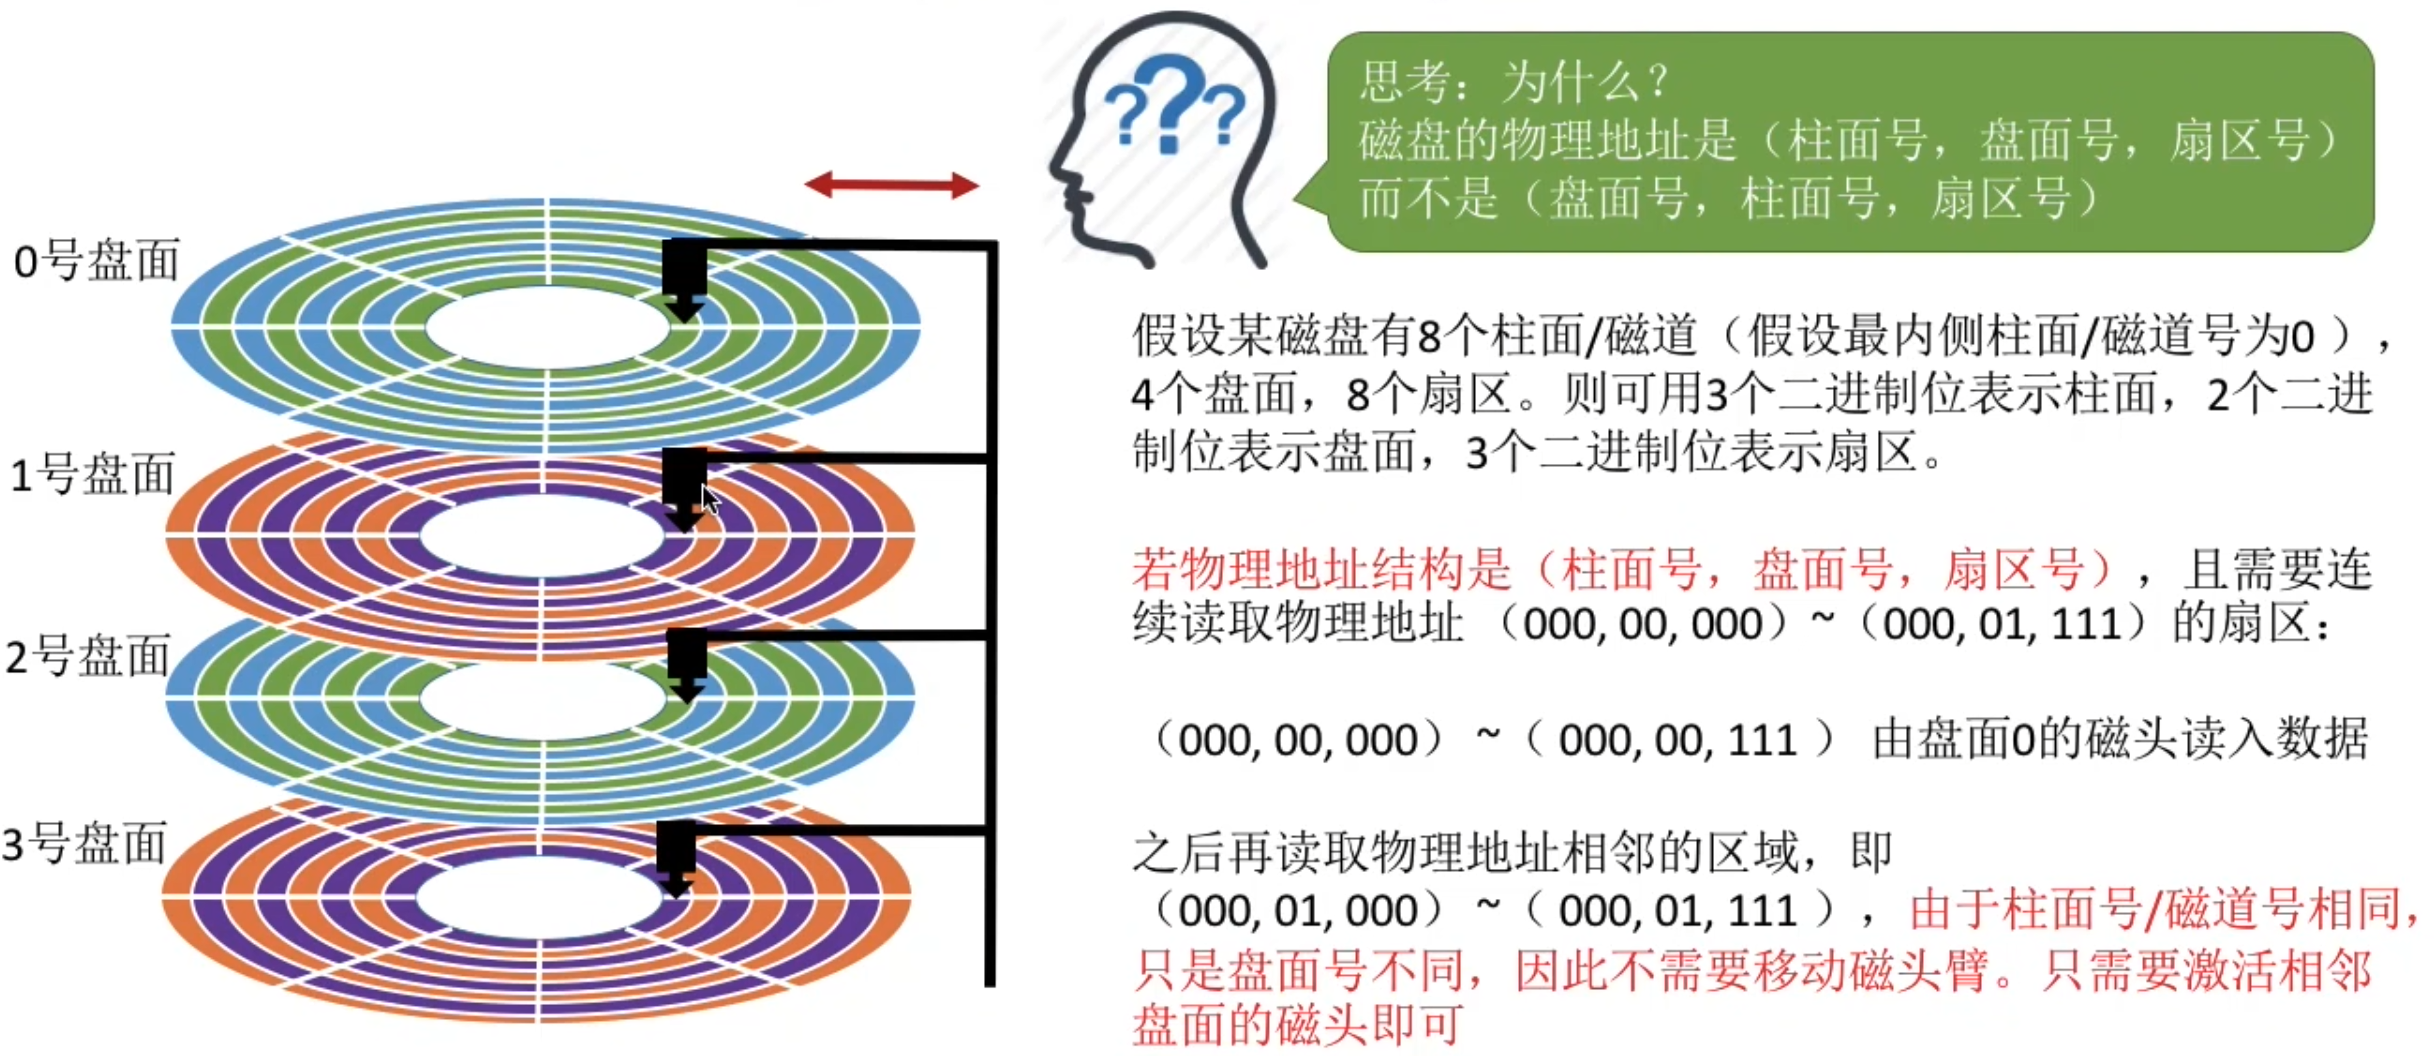 0号盘面
1号盘面
2号盘面
3号盘面
? ? ?
思考：为什么？
磁盘的物理地址是（柱面号，盘面号，扇区号）
而不是（盘面号，柱面号，扇区号）
假设某磁盘有8个柱面/磁道（假设最内侧柱面/磁道号为0 ），
4个盘面，8个扇区。则可用3个二进制位表示柱面，2个二进
制位表示盘面，3个二进制位表示扇区。
若物理地址结构是（柱面号，盘面号，扇区号），且需要连
续读取物理地址 （000, 00, 000）~（000, 01, 111）的扇区：
（000, 00, 000） ~（ 000, 00, 111 ） 由盘面0的磁头读入数据
之后再读取物理地址相邻的区域，即
（000, 01, 000） ~（ 000, 01, 111 ），由于柱面号/磁道号相同，
只是盘面号不同，因此不需要移动磁头臂。只需要激活相邻
盘面的磁头即可